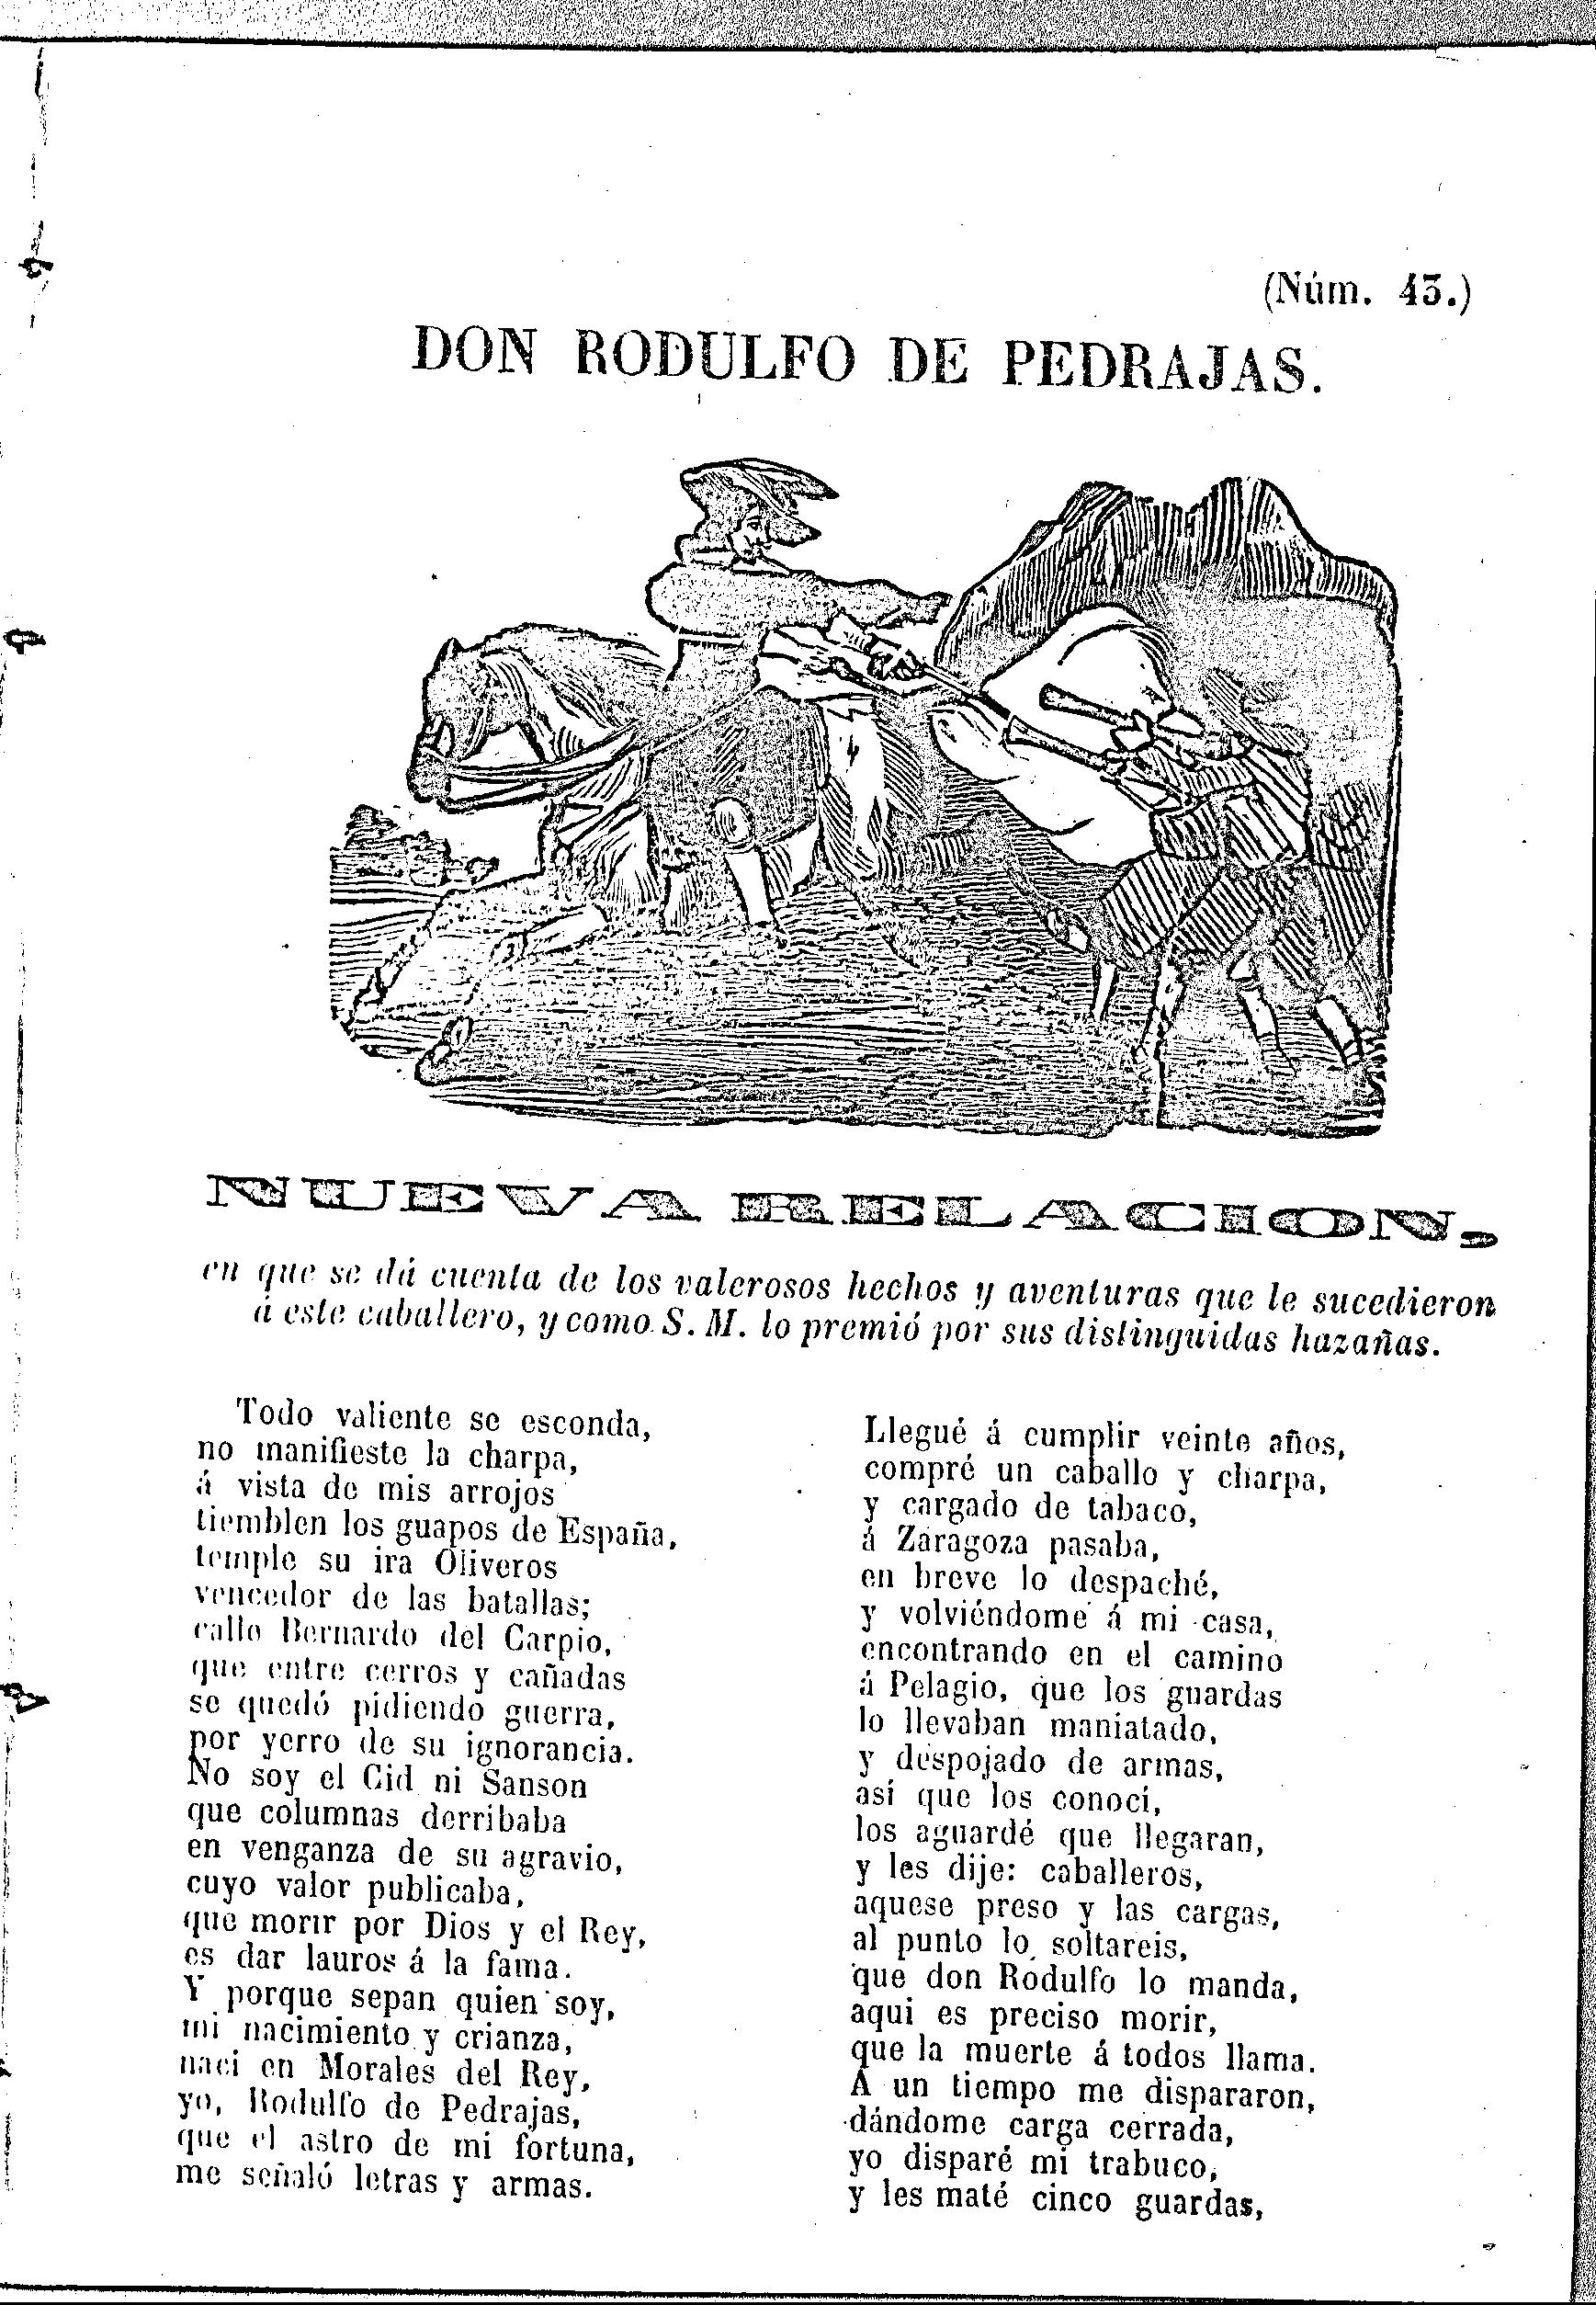 (Núm. 43.)
DON RODULFO DE PEDRAJAS.
NUEVA RELACION,
en que se dá cuenta de los valerosos hechos y aventuras que le sucedieron
á este caballero, y como S. M. lo premió por sus distinguidas hazañas.
Todo valiente se esconda,
no manifieste la charpa,
á vista de mis arrojos
tiemblen los guapos de España,
temple su ira Oliveros
vencedor de las batallas;
calle Bernardo del Carpio,
que entre cerros y cañadas
se quedó pidiendo guerra,
por yerro de su ignorancia.
No soy el Cid ni Sanson
que columnas derribaba
en venganza de su agravio,
cuyo valor publicaba,
que morir por Dios y el Rey,
es dar lauros á la fama.
Y porque sepan quien soy,
mi nacimiento y crianza,
naci en Morales del Rey,
yo, Rodulfo de Pedrajas,
que el astro de mi fortuna,
me señaló letras y armas.
Llegué á cumplir veinte años,
compré un caballo y charpa,
y cargado de tabaco,
á Zaragoza pasaba,
en breve lo despaché,
y volviéndome á mi casa,
encontrando en el camino
á Pelagio, que los guardas
lo llevaban maniatado,
y despojado de armas,
así que los conocí,
los aguardé que llegaran,
y les dije: caballeros,
aquese preso y las cargas,
al punto lo soltareis,
que don Rodulfo lo manda,
aqui es preciso morir,
que la muerte á todos llama.
A un tiempo me dispararon,
dándome carga cerrada,
yo disparé mi trabuco,
y les maté cinco guardas,